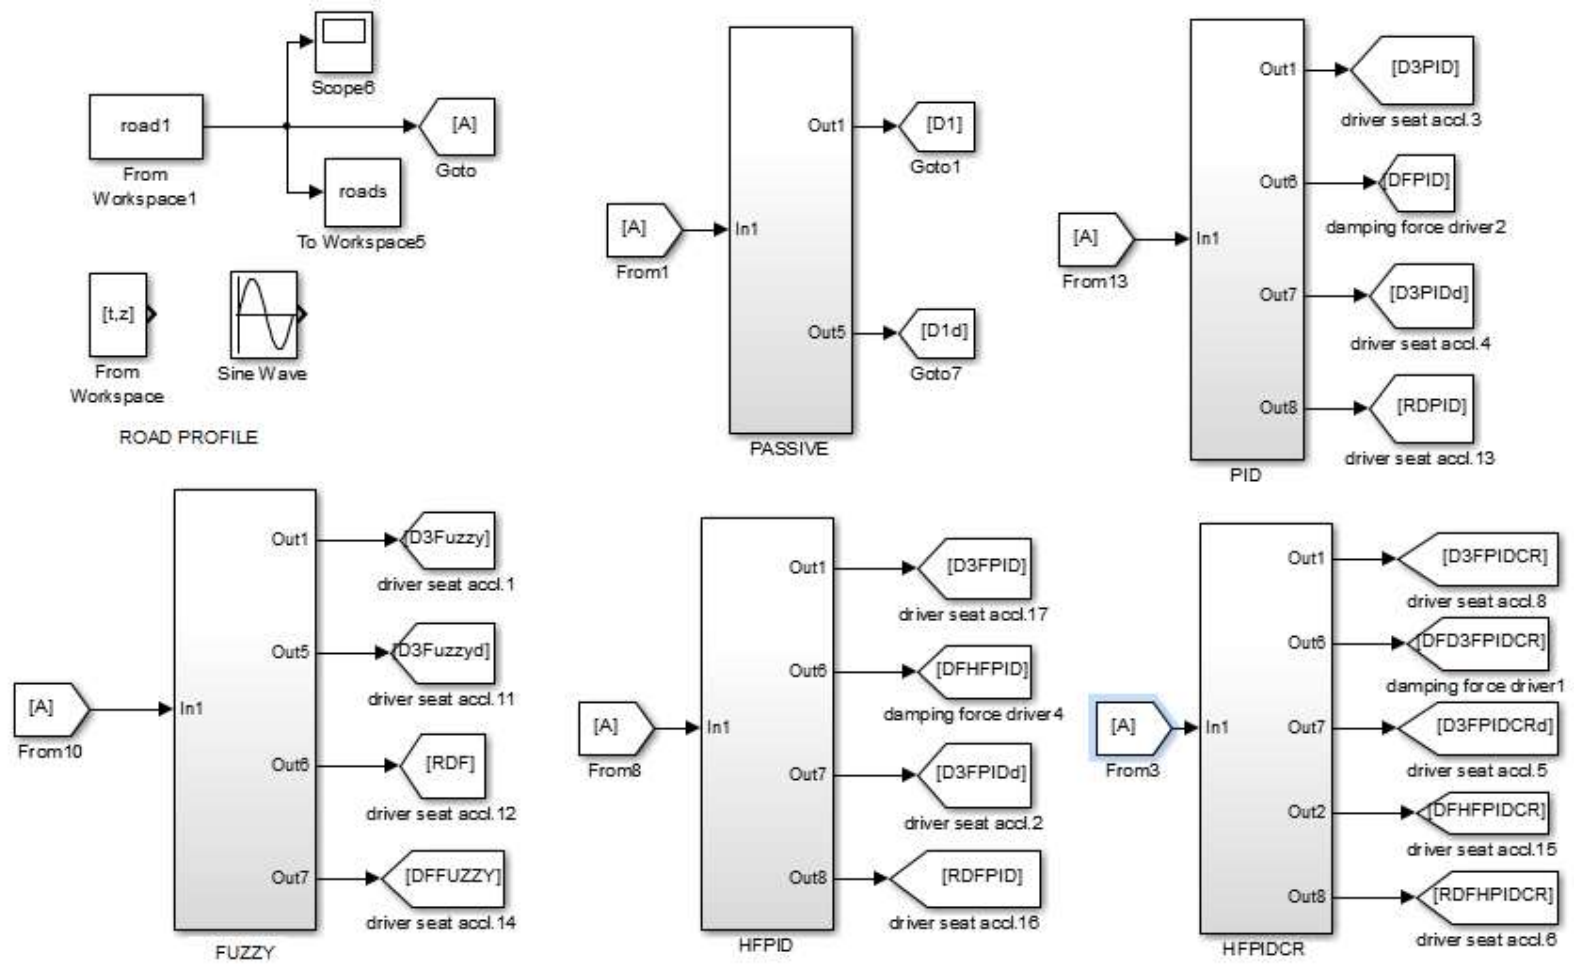 Scope6
road1
From
Workspace1
[A]
Goto
roads
To Workspace5
[t,z]
From
Workspace
Sine Wave
ROAD PROFILE
[A]
From1
In1
Out1
[D1]
Goto1
Out5
[D1d]
Goto7
PASSIVE
[A]
From13
In1
Out1
[D3PID]
driver seat accl.3
Out6
[DFPID]
damping force driver2
Out7
[D3PIDd]
driver seat accl.4
Out8
[RDPID]
driver seat accl.13
PID
[A]
From10
In1
Out1
[D3Fuzzy]
driver seat accl.1
Out5
[D3Fuzzyd]
driver seat accl.11
Out6
[RDF]
driver seat accl.12
Out7
[DFFUZZY]
driver seat accl.14
FUZZY
[A]
From8
In1
Out1
[D3FPID]
driver seat accl.17
Out6
[DFHFPID]
damping force driver4
Out7
[D3FPIDd]
driver seat accl.2
Out8
[RDFPID]
driver seat accl.16
HFPID
[A]
From3
In1
Out1
[D3FPIDCR]
driver seat accl.8
Out6
[DFD3FPIDCR]
damping force driver1
Out7
[D3FPIDCRd]
driver seat accl.5
Out2
[DFHFPIDCR]
driver seat accl.15
Out8
[RDFHPIDCR]
driver seat accl.6
HFPIDCR